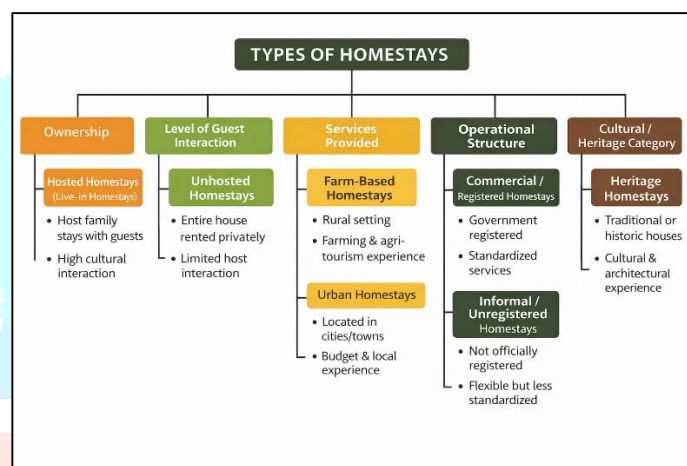 TYPES OF HOMESTAYS
Ownership
Hosted Homestays
(Live-in Homestays)
• Host family
stays with guests
• High cultural
interaction
Level of Guest
Interaction
Unhosted
Homestays
• Entire house
rented privately
• Limited host
interaction
Services
Provided
Farm-Based
Homestays
• Rural setting
• Farming & agri-
tourism experience
Urban Homestays
• Located in
cities/towns
• Budget & local
experience
Operational
Structure
Commercial /
Registered Homestays
• Government
registered
• Standardized
services
Informal /
Unregistered
Homestays
• Not officially
registered
• Flexible but less
standardized
Cultural /
Heritage Category
Heritage
Homestays
• Traditional or
historic houses
• Cultural &
architectural
experience